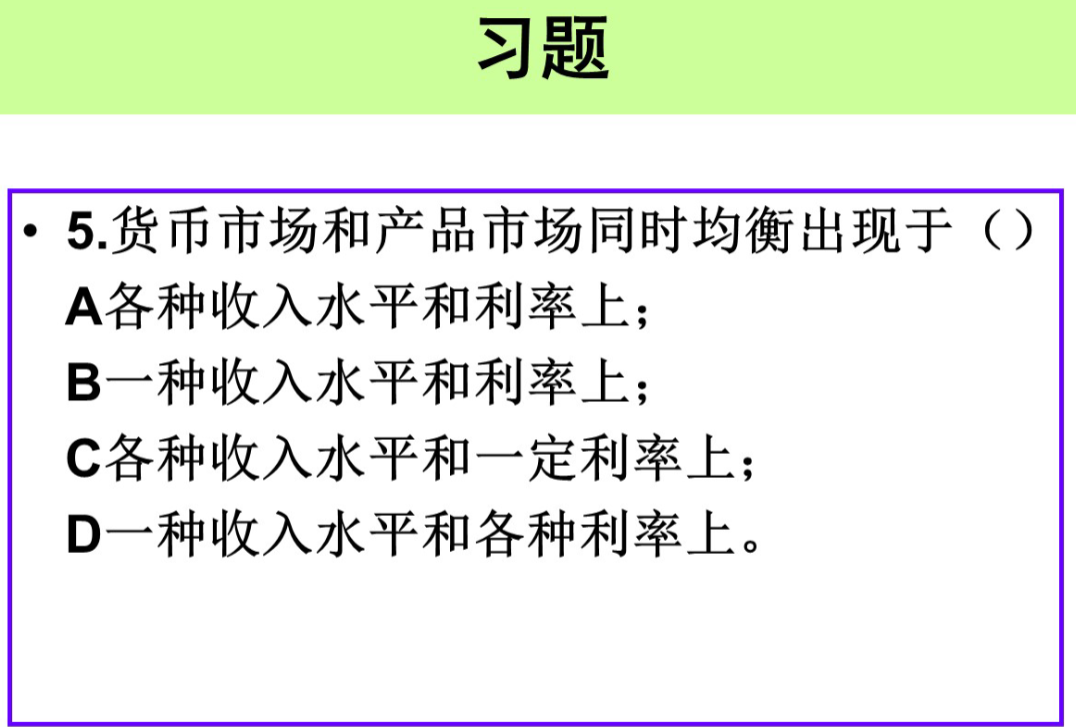 习题
• 5.货币市场和产品市场同时均衡出现于（）
A各种收入水平和利率上；
B一种收入水平和利率上；
C各种收入水平和一定利率上；
D一种收入水平和各种利率上。